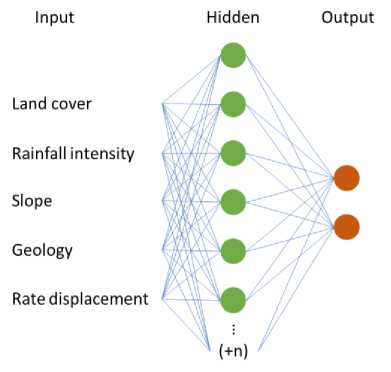 Input Hidden Output
Land cover
Rainfall intensity
Slope
Geology
Rate displacement
⋮
(+n)